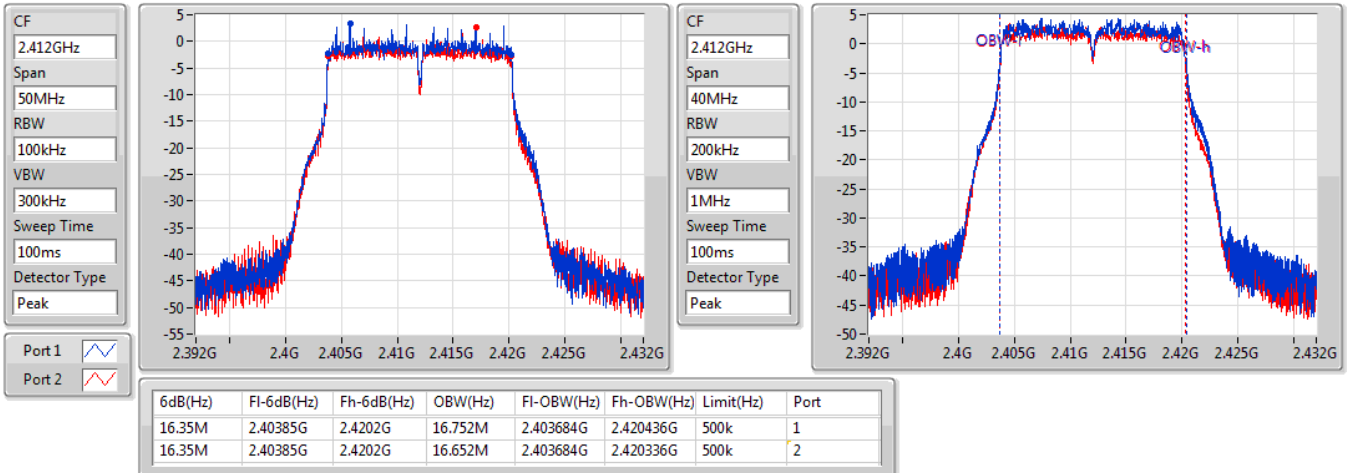 CF
2.412GHz
Span
50MHz
RBW
100kHz
VBW
300kHz
Sweep Time
100ms
Detector Type
Peak
5
0
-5
-10
-15
-20
-25
-30
-35
-40
-45
-50
-55
2.392G 2.4G 2.405G 2.41G 2.415G 2.42G 2.425G 2.432G
CF
2.412GHz
Span
40MHz
RBW
200kHz
VBW
1MHz
Sweep Time
100ms
Detector Type
Peak
5
0
-5
-10
-15
-20
-25
-30
-35
-40
-45
-50
OBW-h
2.392G 2.4G 2.405G 2.41G 2.415G 2.42G 2.425G 2.432G
Port 1
Port 2
6dB(Hz) Fl-6dB(Hz) Fh-6dB(Hz) OBW(Hz) Fl-OBW(Hz) Fh-OBW(Hz) Limit(Hz) Port
16.35M 2.40385G 2.4202G 16.752M 2.403684G 2.420436G 500k 1
16.35M 2.40385G 2.4202G 16.652M 2.403684G 2.420336G 500k 2